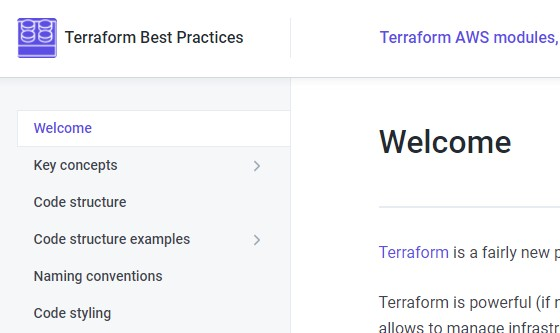 Terraform Best Practices
Terraform AWS modules,
Welcome
Key concepts
Code structure
Code structure examples
Naming conventions
Code styling
Welcome
Terraform is a fairly new
Terraform is powerful (if
allows to manage